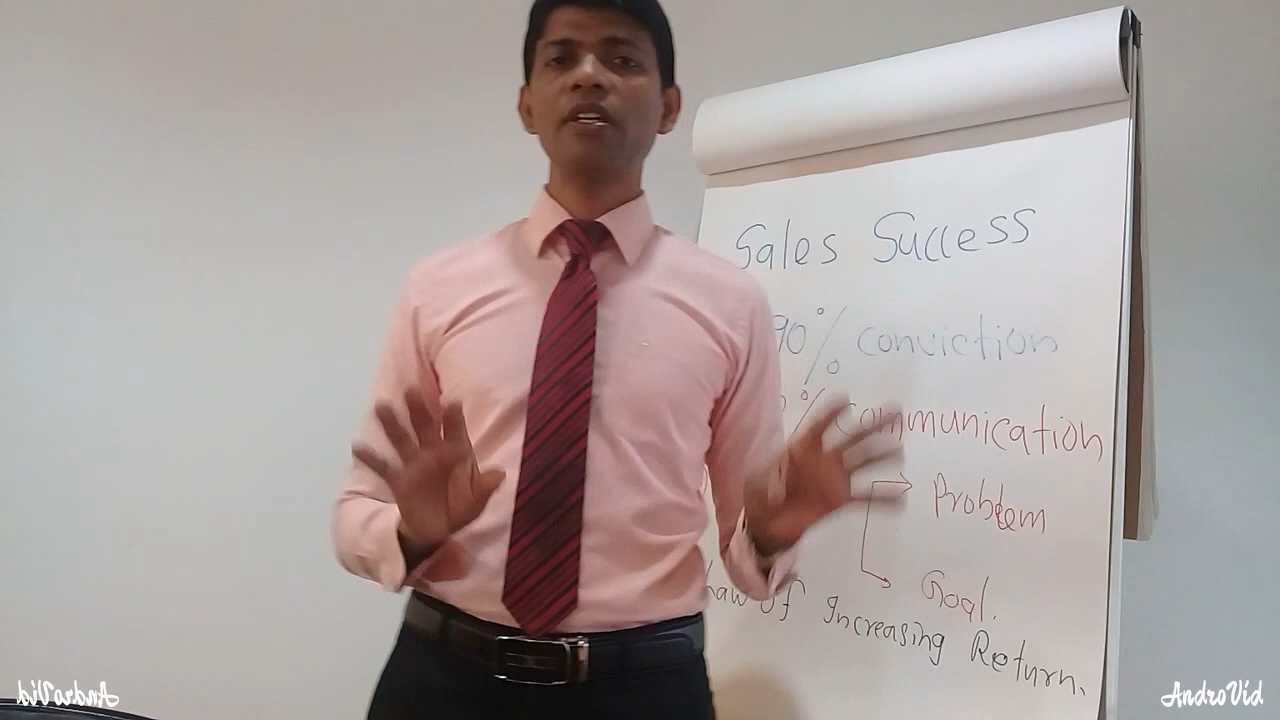 Sales Success
90% conviction
% communication
Problem
Goal.
Law of Increasing Return.
AndroVid
AndroVid